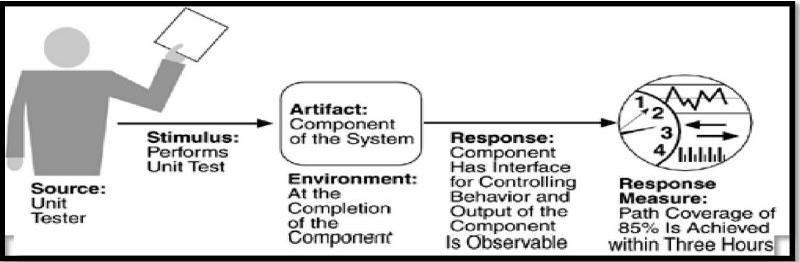 Source:
Unit
Tester
Stimulus:
Performs
Unit Test
Artifact:
Component
of the System
Environment:
At the
Completion
of the
Component
Response:
Component
Has Interface
for Controlling
Behavior and
Output of the
Component
Is Observable
1
2
3
4
Response
Measure:
Path Coverage of
85% Is Achieved
within Three Hours